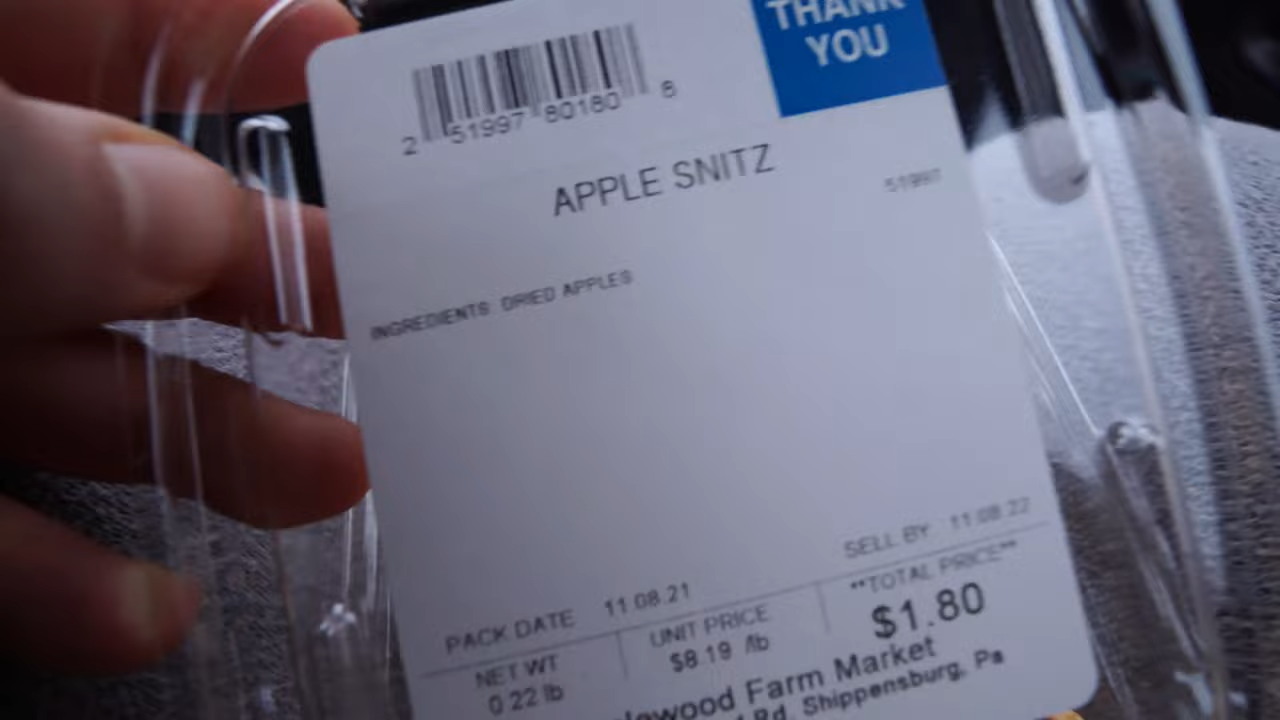 THANK
YOU
2 51997 80180 8
APPLE SNITZ
51997
INGREDIENTS: DRIED APPLES
SELL BY 11.08.22
PACK DATE 11.08.21
**TOTAL PRICE**
$1.80
UNIT PRICE
$8.19 /lb
NET WT
0.22 lb
Farm Market
Rd, Shippensburg, Pa